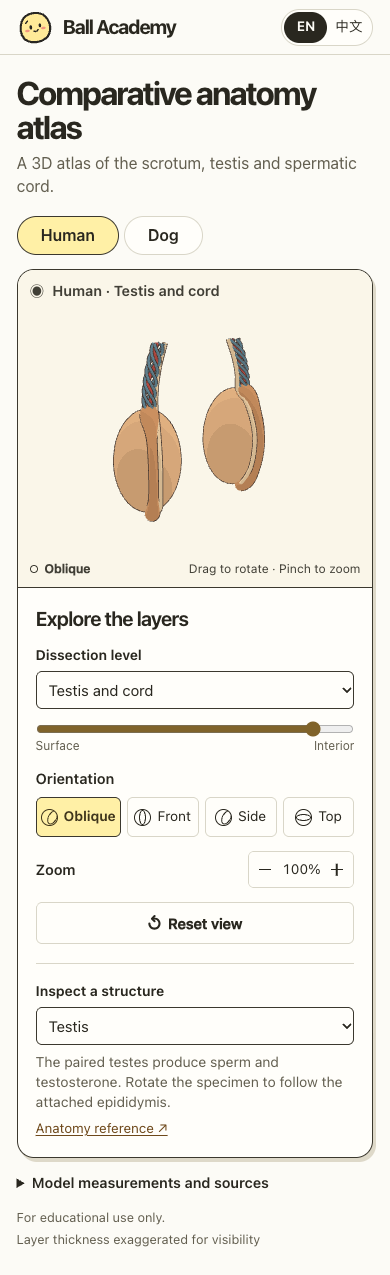 Ball Academy
EN 中文
Comparative anatomy
atlas
A 3D atlas of the scrotum, testis and spermatic
cord.
Human Dog
Human · Testis and cord
Oblique Drag to rotate · Pinch to zoom
Explore the layers
Dissection level
Testis and cord
Surface Interior
Orientation
Oblique Front Side Top
Zoom — 100% +
Reset view
Inspect a structure
Testis
The paired testes produce sperm and
testosterone. Rotate the specimen to follow the
attached epididymis.
Anatomy reference ↗
Model measurements and sources
For educational use only.
Layer thickness exaggerated for visibility